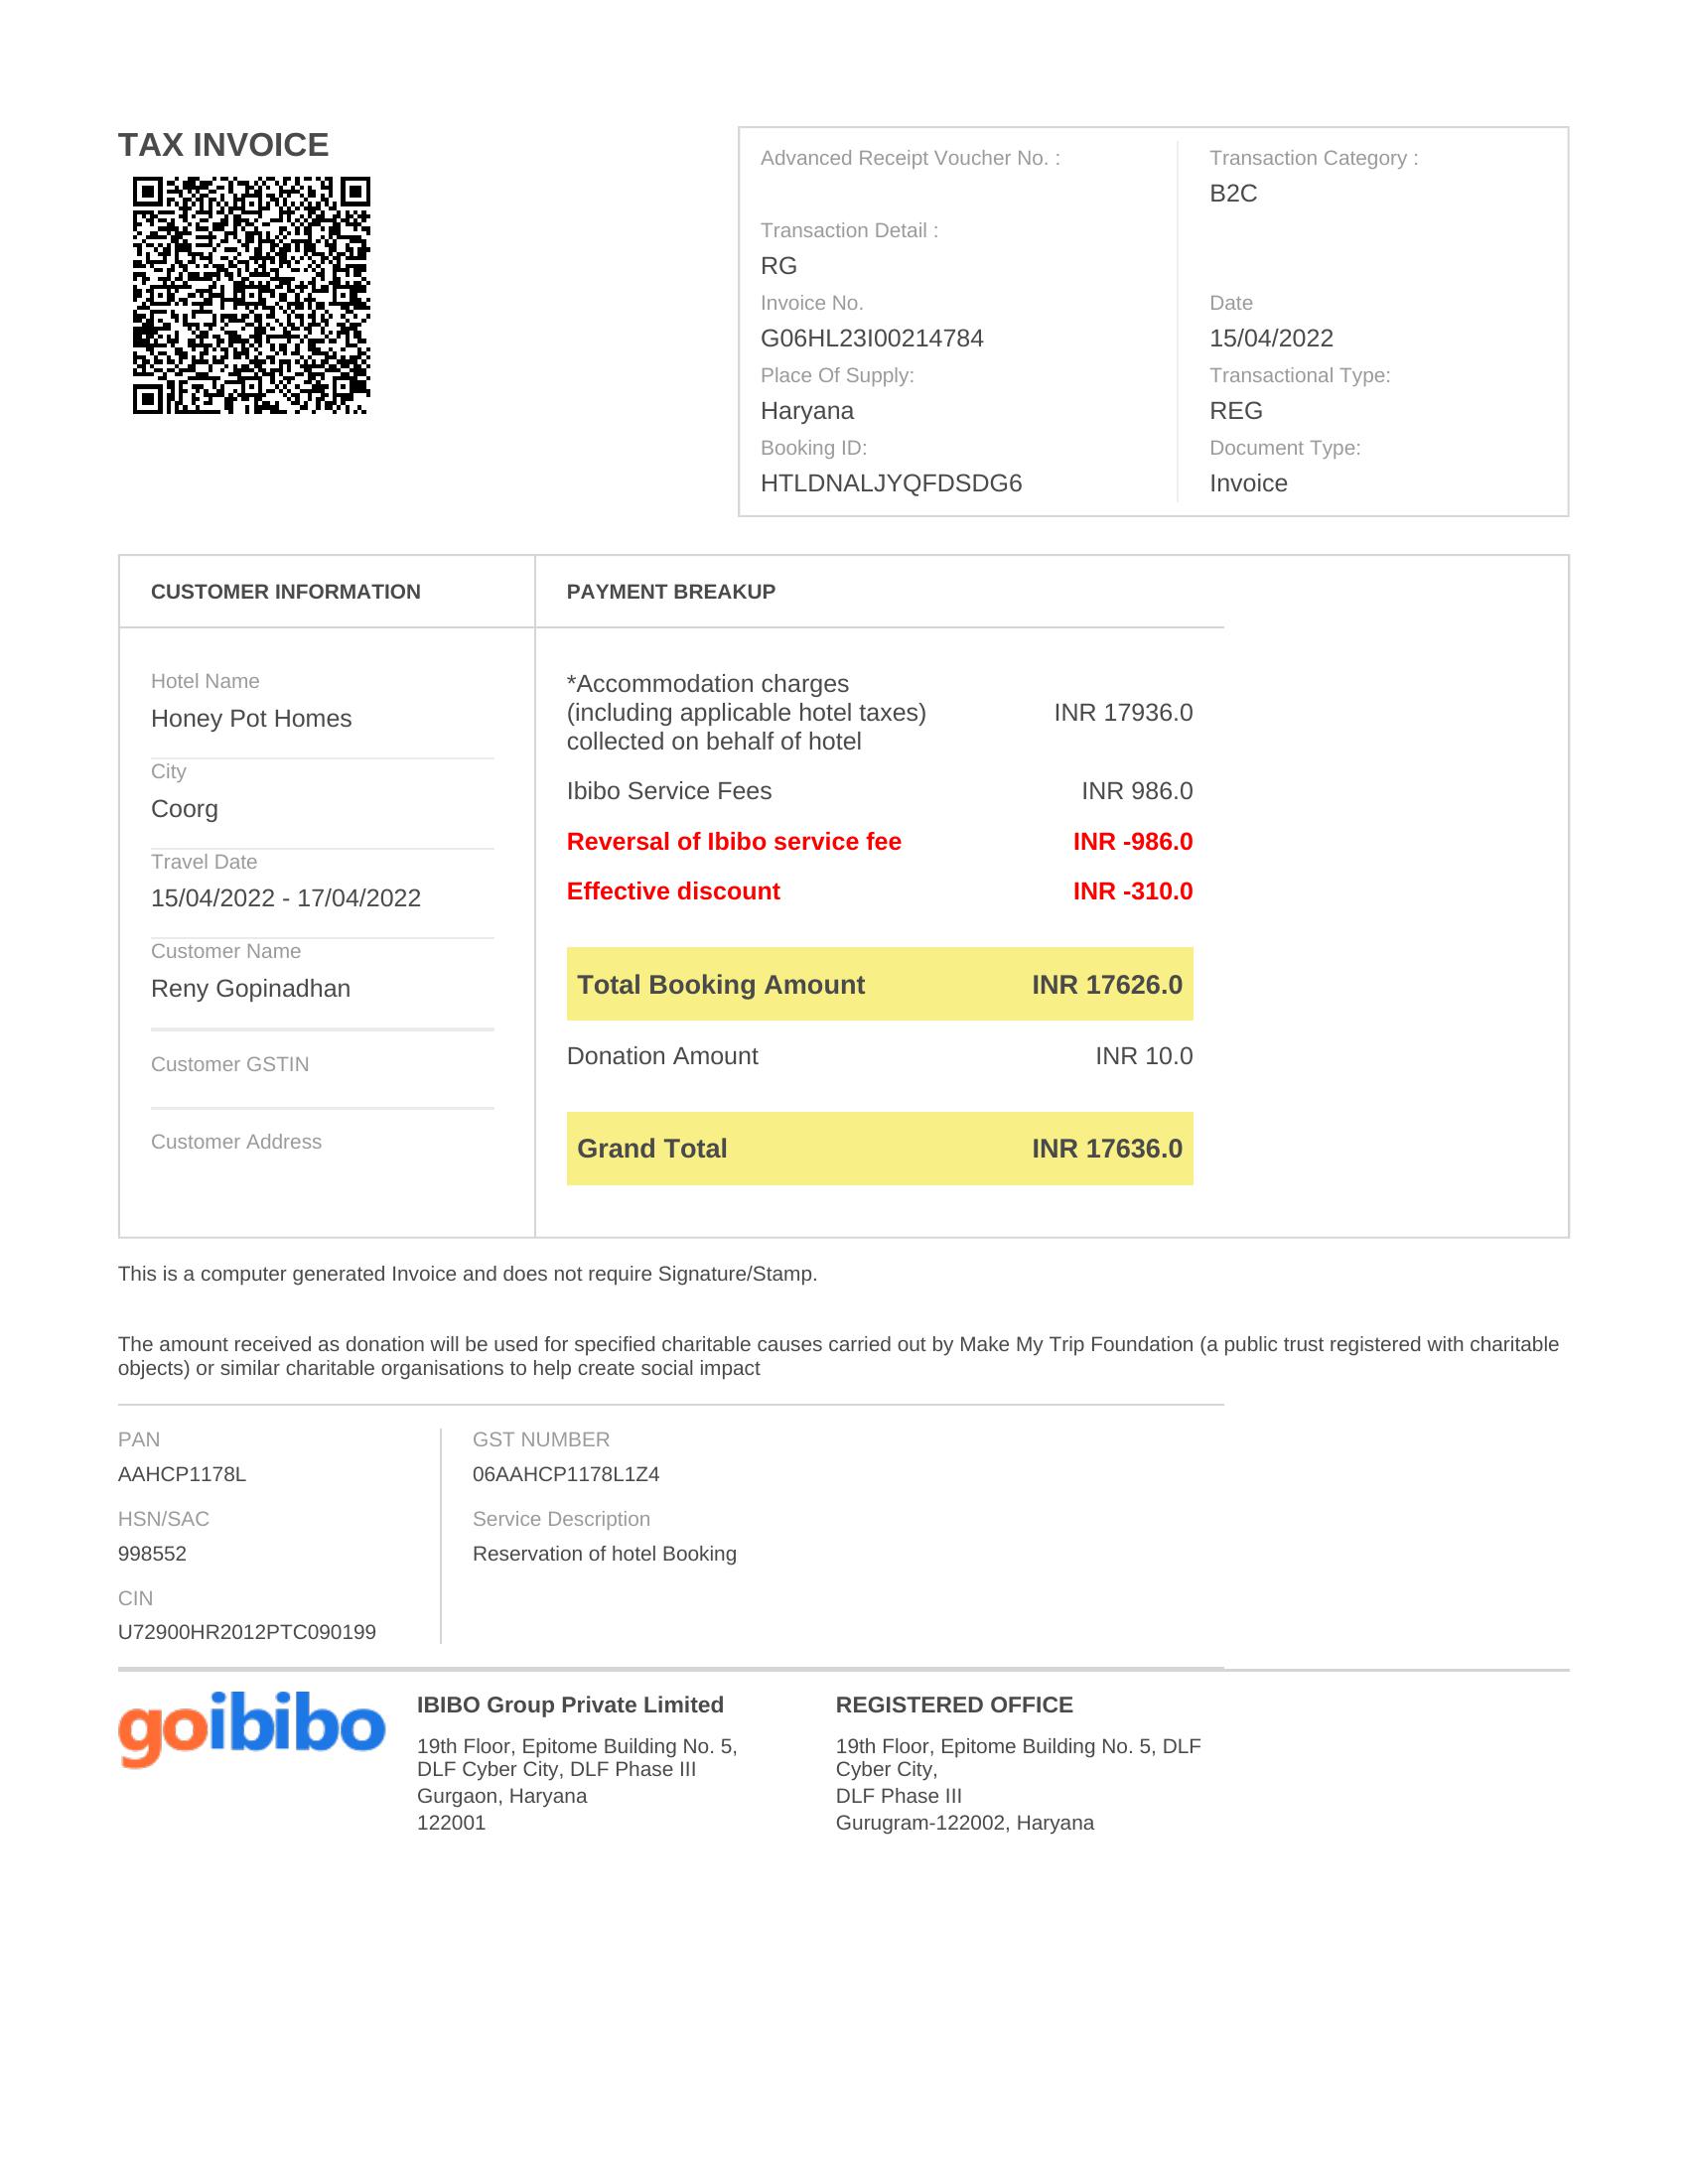 TAX INVOICE
Advanced Receipt Voucher No. :
Transaction Category :
B2C
Transaction Detail :
RG
Invoice No.
Date
G06HL23I00214784
15/04/2022
Place Of Supply:
Transactional Type:
Haryana
REG
Booking ID:
Document Type:
HTLDNALJYQFDSDG6
Invoice
CUSTOMER INFORMATION
Hotel Name
Honey Pot Homes
City
Coorg
Travel Date
15/04/2022 - 17/04/2022
Customer Name
Reny Gopinadhan
Customer GSTIN
Customer Address
PAYMENT BREAKUP
*Accommodation charges
(including applicable hotel taxes) INR 17936.0
collected on behalf of hotel
Ibibo Service Fees INR 986.0
Reversal of Ibibo service fee INR -986.0
Effective discount INR -310.0
Total Booking Amount INR 17626.0
Donation Amount INR 10.0
Grand Total INR 17636.0
This is a computer generated Invoice and does not require Signature/Stamp.
The amount received as donation will be used for specified charitable causes carried out by Make My Trip Foundation (a public trust registered with charitable
objects) or similar charitable organisations to help create social impact
PAN
AAHCP1178L
HSN/SAC
998552
CIN
U72900HR2012PTC090199
GST NUMBER
06AAHCP1178L1Z4
Service Description
Reservation of hotel Booking
goibibo
IBIBO Group Private Limited
19th Floor, Epitome Building No. 5,
DLF Cyber City, DLF Phase III
Gurgaon, Haryana
122001
REGISTERED OFFICE
19th Floor, Epitome Building No. 5, DLF
Cyber City,
DLF Phase III
Gurugram-122002, Haryana